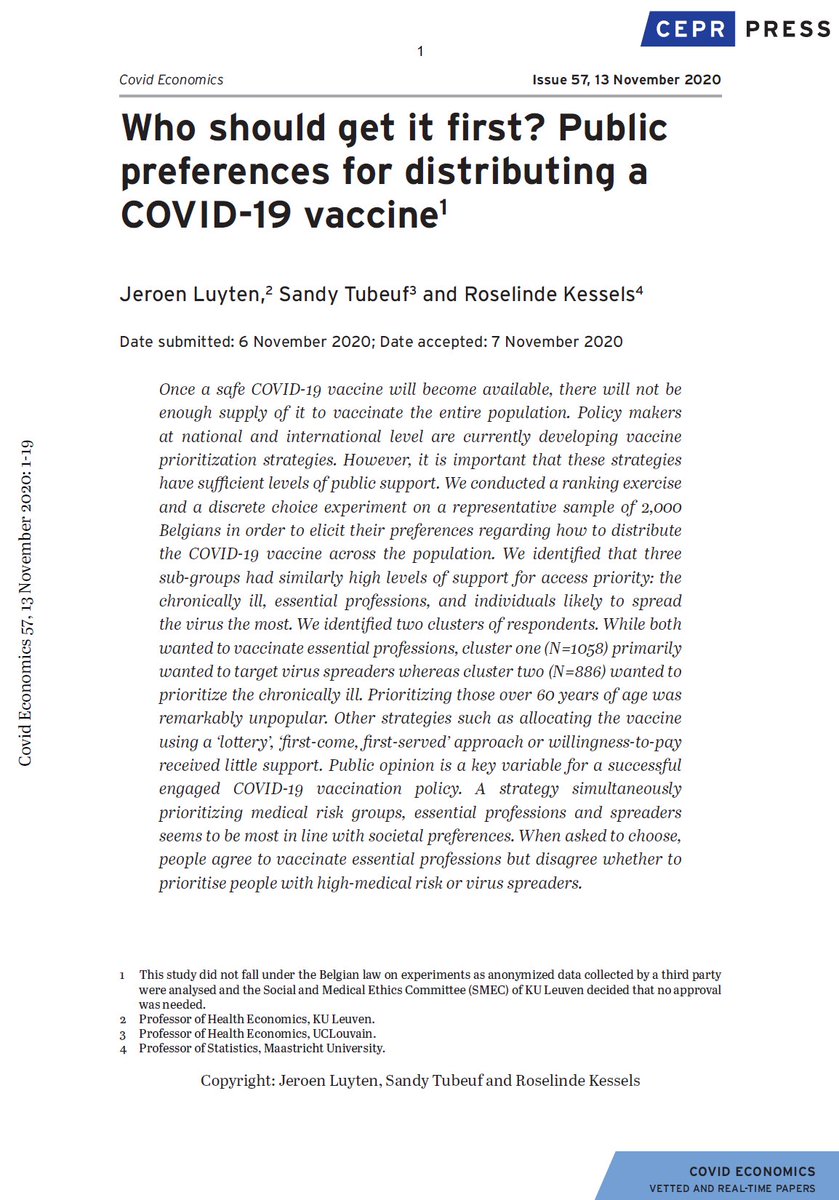 CEPR PRESS
1
Covid Economics Issue 57, 13 November 2020
Who should get it first? Public
preferences for distributing a
COVID-19 vaccine1
Jeroen Luyten,2 Sandy Tubeuf3 and Roselinde Kessels4
Date submitted: 6 November 2020; Date accepted: 7 November 2020
Once a safe COVID-19 vaccine will become available, there will not be
enough supply of it to vaccinate the entire population. Policy makers
at national and international level are currently developing vaccine
prioritization strategies. However, it is important that these strategies
have sufficient levels of public support. We conducted a ranking exercise
and a discrete choice experiment on a representative sample of 2,000
Belgians in order to elicit their preferences regarding how to distribute
the COVID-19 vaccine across the population. We identified that three
sub-groups had similarly high levels of support for access priority: the
chronically ill, essential professions, and individuals likely to spread
the virus the most. We identified two clusters of respondents. While both
wanted to vaccinate essential professions, cluster one (N=1058) primarily
wanted to target virus spreaders whereas cluster two (N=886) wanted to
prioritize the chronically ill. Prioritizing those over 60 years of age was
remarkably unpopular. Other strategies such as allocating the vaccine
using a ‘lottery’, ‘first-come, first-served’ approach or willingness-to-pay
received little support. Public opinion is a key variable for a successful
engaged COVID-19 vaccination policy. A strategy simultaneously
prioritizing medical risk groups, essential professions and spreaders
seems to be most in line with societal preferences. When asked to choose,
people agree to vaccinate essential professions but disagree whether to
prioritise people with high-medical risk or virus spreaders.
Covid Economics 57, 13 November 2020: 1-19
1 This study did not fall under the Belgian law on experiments as anonymized data collected by a third party
were analysed and the Social and Medical Ethics Committee (SMEC) of KU Leuven decided that no approval
was needed.
2 Professor of Health Economics, KU Leuven.
3 Professor of Health Economics, UCLouvain.
4 Professor of Statistics, Maastricht University.
Copyright: Jeroen Luyten, Sandy Tubeuf and Roselinde Kessels
COVID ECONOMICS
VETTED AND REAL-TIME PAPERS